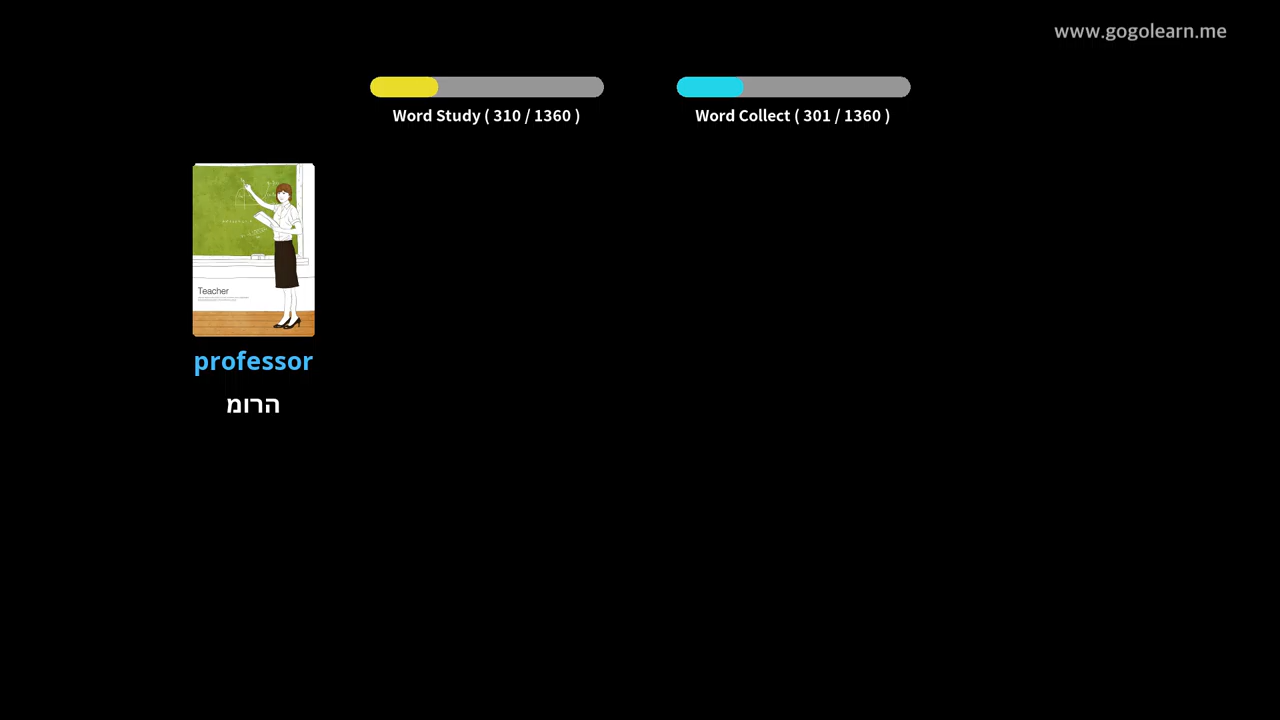 www.gogolearn.me
Word Study ( 310 / 1360 )
Word Collect ( 301 / 1360 )
Teacher
professor
הרומ